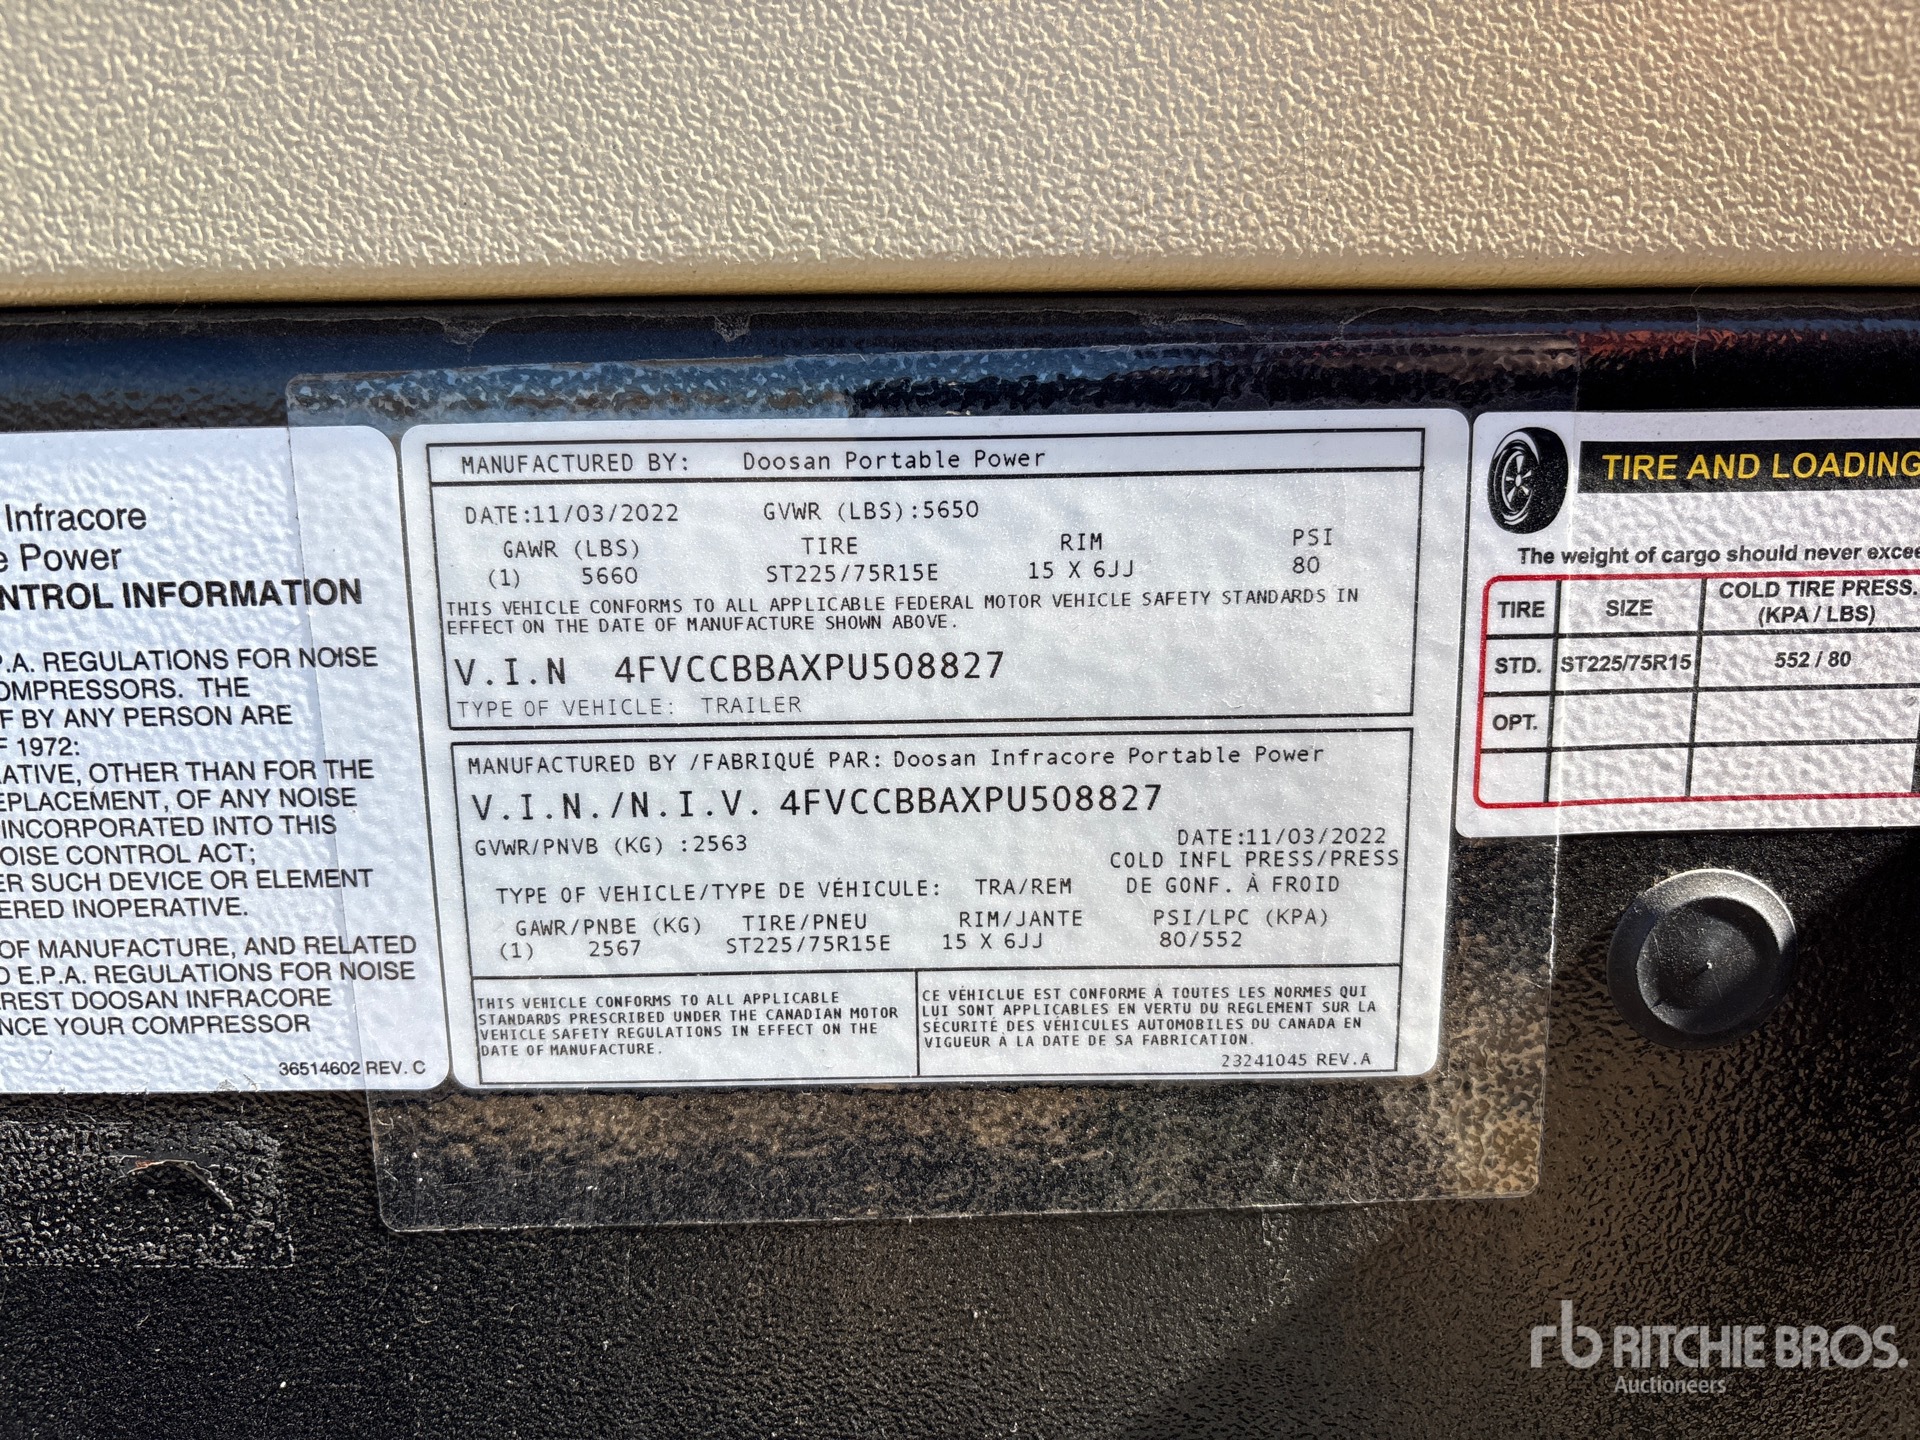 Infracore
Power
NTROL INFORMATION
P.A. REGULATIONS FOR NOISE
OMPRESSORS. THE
F BY ANY PERSON ARE
F 1972:
ATIVE, OTHER THAN FOR THE
EPLACEMENT, OF ANY NOISE
INCORPORATED INTO THIS
OISE CONTROL ACT;
ER SUCH DEVICE OR ELEMENT
ERED INOPERATIVE.
OF MANUFACTURE, AND RELATED
D E.P.A. REGULATIONS FOR NOISE
REST DOOSAN INFRACORE
NCE YOUR COMPRESSOR
36514602 REV. C
MANUFACTURED BY: Doosan Portable Power
DATE:11/03/2022 GVWR (LBS):5650
GAWR (LBS) TIRE RIM PSI
(1) 5660 ST225/75R15E 15 X 6JJ 80
THIS VEHICLE CONFORMS TO ALL APPLICABLE FEDERAL MOTOR VEHICLE SAFETY STANDARDS IN
EFFECT ON THE DATE OF MANUFACTURE SHOWN ABOVE.
V.I.N 4FVCCBBAXPU508827
TYPE OF VEHICLE: TRAILER
MANUFACTURED BY /FABRIQUÉ PAR: Doosan Infracore Portable Power
V.I.N./N.I.V. 4FVCCBBAXPU508827
GVWR/PNVB (KG) :2563 DATE:11/03/2022
COLD INFL PRESS/PRESS
TYPE OF VEHICLE/TYPE DE VÉHICULE: TRA/REM DE GONF. À FROID
GAWR/PNBE (KG) TIRE/PNEU RIM/JANTE PSI/LPC (KPA)
(1) 2567 ST225/75R15E 15 X 6JJ 80/552
THIS VEHICLE CONFORMS TO ALL APPLICABLE
STANDARDS PRESCRIBED UNDER THE CANADIAN MOTOR
VEHICLE SAFETY REGULATIONS IN EFFECT ON THE
DATE OF MANUFACTURE.
CE VÉHICLUE EST CONFORME À TOUTES LES NORMES QUI
LUI SONT APPLICABLES EN VERTU DU REGLEMENT SUR LA
SÉCURITÉ DES VÉHICULES AUTOMOBILES DU CANADA EN
VIGUEUR À LA DATE DE SA FABRICATION.
23241045 REV.A
TIRE AND LOADING
The weight of cargo should never excee
TIRE SIZE COLD TIRE PRESS.
(KPA / LBS)
STD. ST225/75R15 552 / 80
OPT.
rb RITCHIE BROS.
Auctioneers